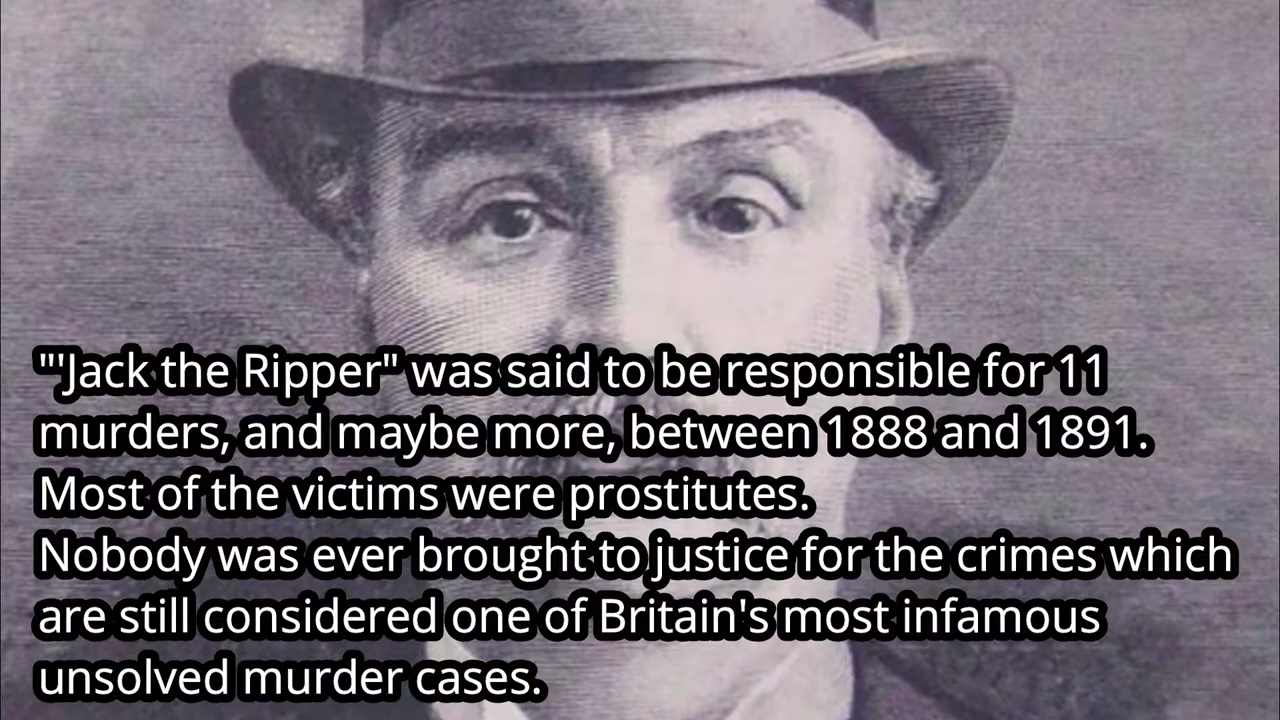 "'Jack the Ripper" was said to be responsible for 11
murders, and maybe more, between 1888 and 1891.
Most of the victims were prostitutes.
Nobody was ever brought to justice for the crimes which
are still considered one of Britain's most infamous
unsolved murder cases.